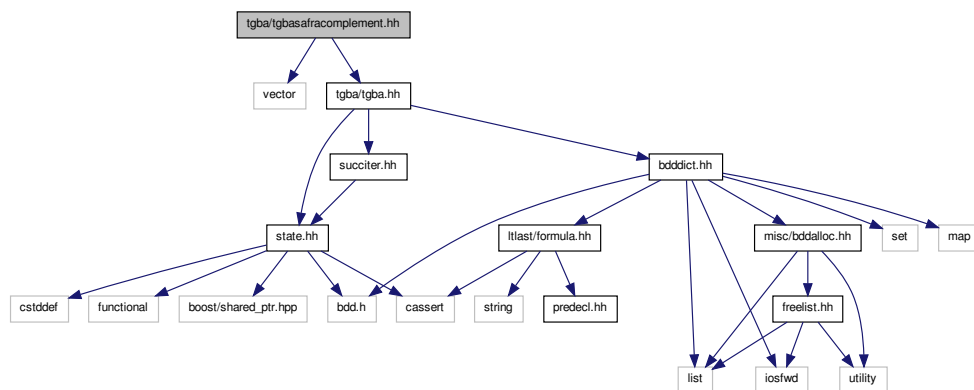 tgba/tgbasafracomplement.hh
vector
tgba/tgba.hh
succiter.hh
bdddict.hh
state.hh
ltlast/formula.hh
misc/bddalloc.hh
set
map
cstddef
functional
boost/shared_ptr.hpp
bdd.h
cassert
string
predecl.hh
freelist.hh
list
iosfwd
utility